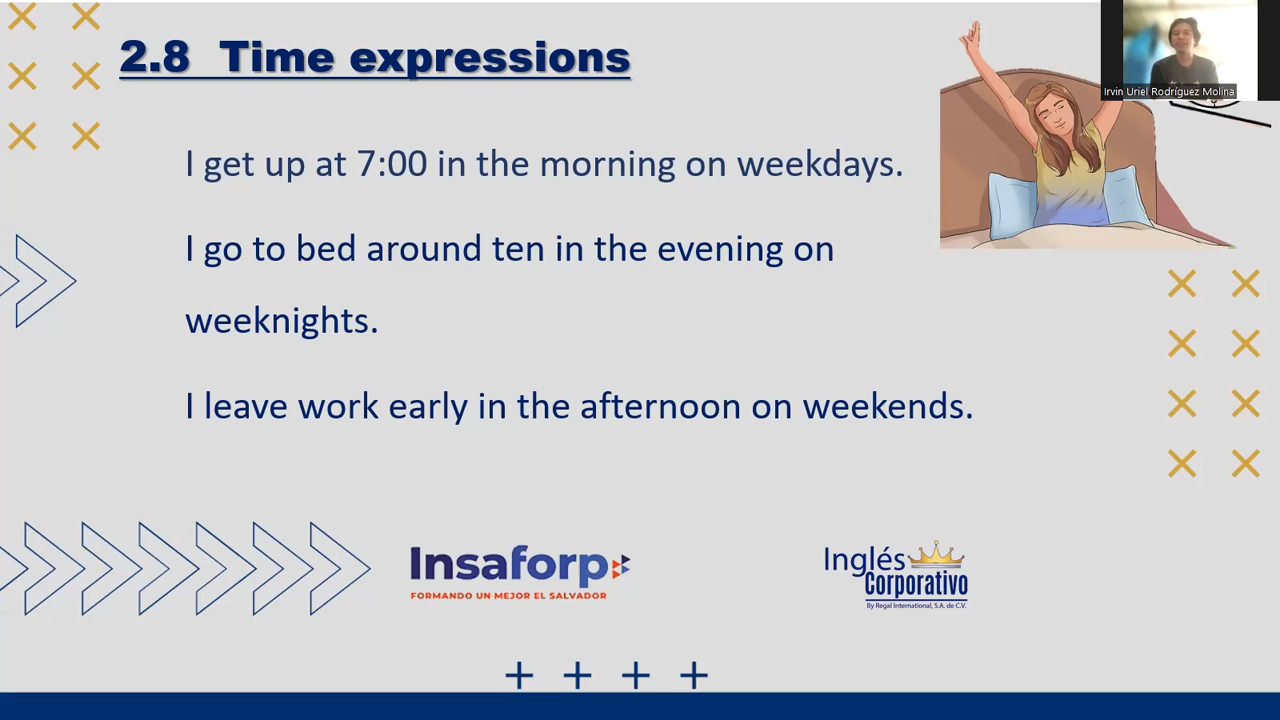 2.8 Time expressions
Irvin Uriel Rodríguez Molina
I get up at 7:00 in the morning on weekdays.
I go to bed around ten in the evening on
weeknights.
I leave work early in the afternoon on weekends.
Insaforp
FORMANDO UN MEJOR EL SALVADOR
Inglés
Corporativo
By Regal International, S.A. de C.V.